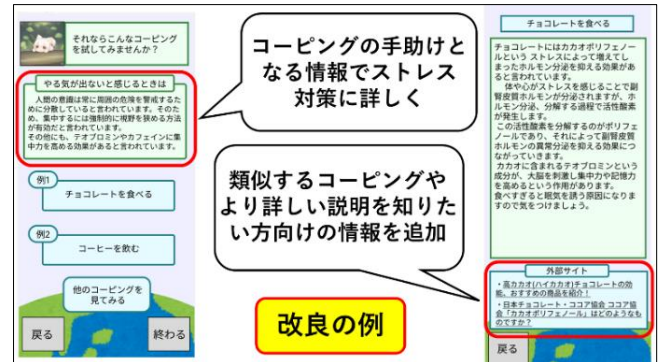 それならこんなコーピング
を試してみませんか?
やる気が出ないと感じるときは
人間の意識は常に周囲の危険を警戒するた
めに分散していると言われています。そのた
め、集中するには強制的に視野を狭める方法
が有効だと言われています。
その他にも、テオブロミンやカフェインに集
中力を高める効果があると言われています。
例1
チョコレートを食べる
例2
コーヒーを飲む
他のコーピングを
見てみる
戻る
終わる
コーピングの手助けと
なる情報でストレス
対策に詳しく
類似するコーピングや
より詳しい説明を知りた
い方向けの情報を追加
改良の例
チョコレートを食べる
チョコレートにはカカオポリフェノー
ルという ストレスによって増えてし
まったホルモン分泌を抑える効果があ
ると言われています。
体や心がストレスを感じることで副
腎皮質ホルモンが分泌されますが、ホ
ルモン分泌、分解する過程で活性酸素
が発生します。
この活性酸素を分解するのがポリフェ
ノールであり、それによって副腎皮質
ホルモンの異常分泌を抑える効果につ
ながっていきます。
カカオに含まれるテオブロミンという
成分が、大脳を刺激し集中力や記憶力
を高めるという作用があります。
食べすぎると眠気を誘う原因になりま
すので気をつけましょう。
外部サイト
・高カカオ(ハイカカオ)チョコレートの効
能、おすすめの商品を紹介!
・日本チョコレート・ココア協会 ココア協
会「カカオポリフェノール」はどのようなも
のですか?
戻る